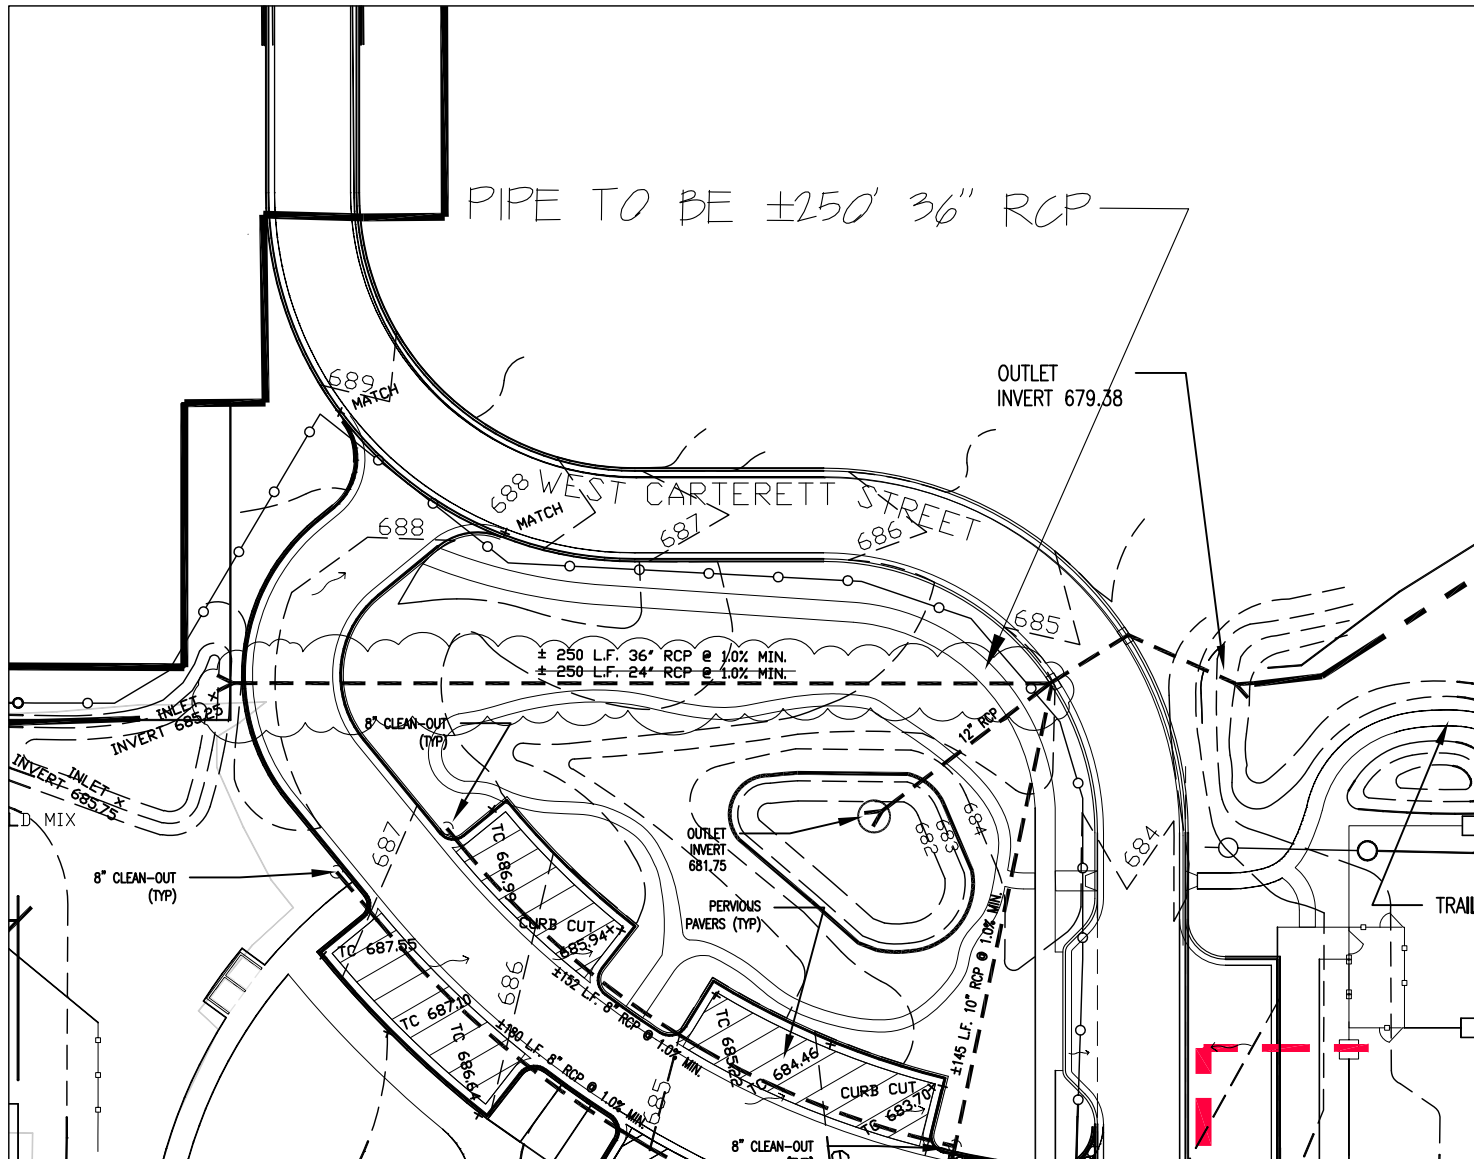 PIPE TO BE ±250' 36" RCP
OUTLET
INVERT 679.38
689
MATCH
688
MATCH
WEST CARTERETT STREET
687
686
688
685
± 250 L.F. 36" RCP @ 1.0% MIN.
± 250 L.F. 24" RCP @ 1.0% MIN.
INLET x
INVERT 685.25
8" CLEAN-OUT
(TYP)
12" RCP
INLET x
INVERT 685.75
LD MIX
687
OUTLET
INVERT
681.75
682
683
684
684
8" CLEAN-OUT
(TYP)
TC 686.99
PERVIOUS
PAVERS (TYP)
TRAIL
CURB CUT
685.94
TC 687.55
686
±152 L.F. 8" RCP @ 1.0% MIN.
±145 L.F. 10" RCP @ 1.0% MIN.
TC 687.10
TC 686.64
±180 L.F. 8" RCP @ 1.0% MIN.
TC 685.22
TC 684.46
CURB CUT
TC 683.70
685
8" CLEAN-OUT